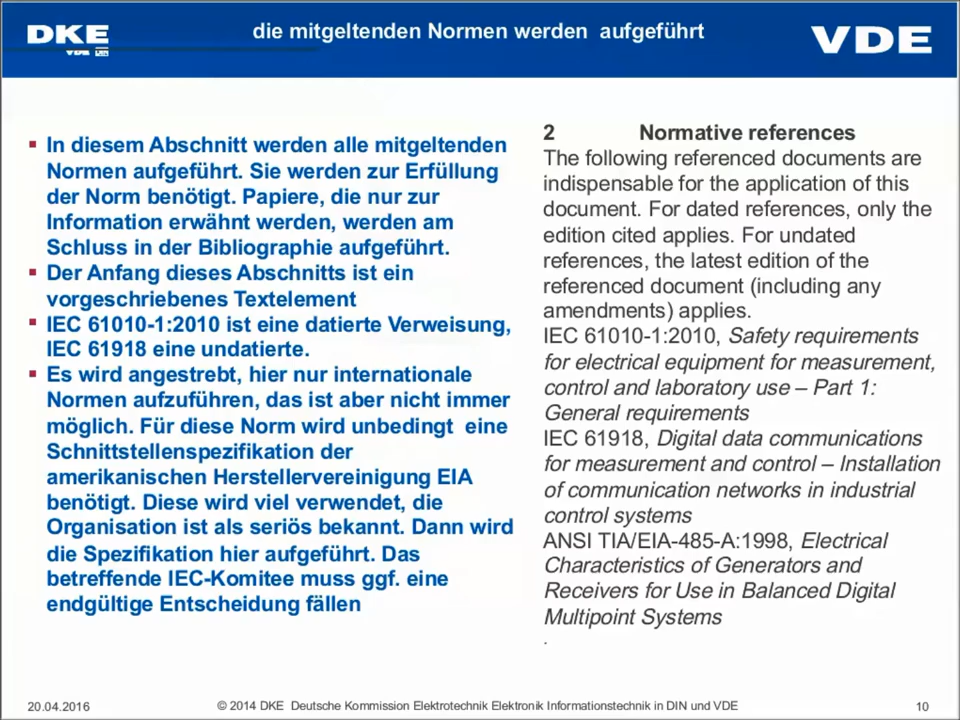 DKE
VDE DIN
die mitgeltenden Normen werden aufgeführt
VDE
▪ In diesem Abschnitt werden alle mitgeltenden
Normen aufgeführt. Sie werden zur Erfüllung
der Norm benötigt. Papiere, die nur zur
Information erwähnt werden, werden am
Schluss in der Bibliographie aufgeführt.
▪ Der Anfang dieses Abschnitts ist ein
vorgeschriebenes Textelement
▪ IEC 61010-1:2010 ist eine datierte Verweisung,
IEC 61918 eine undatierte.
▪ Es wird angestrebt, hier nur internationale
Normen aufzuführen, das ist aber nicht immer
möglich. Für diese Norm wird unbedingt eine
Schnittstellenspezifikation der
amerikanischen Herstellervereinigung EIA
benötigt. Diese wird viel verwendet, die
Organisation ist als seriös bekannt. Dann wird
die Spezifikation hier aufgeführt. Das
betreffende IEC-Komitee muss ggf. eine
endgültige Entscheidung fällen
2 Normative references
The following referenced documents are
indispensable for the application of this
document. For dated references, only the
edition cited applies. For undated
references, the latest edition of the
referenced document (including any
amendments) applies.
IEC 61010-1:2010, Safety requirements
for electrical equipment for measurement,
control and laboratory use – Part 1:
General requirements
IEC 61918, Digital data communications
for measurement and control – Installation
of communication networks in industrial
control systems
ANSI TIA/EIA-485-A:1998, Electrical
Characteristics of Generators and
Receivers for Use in Balanced Digital
Multipoint Systems
.
20.04.2016
© 2014 DKE Deutsche Kommission Elektrotechnik Elektronik Informationstechnik in DIN und VDE
10